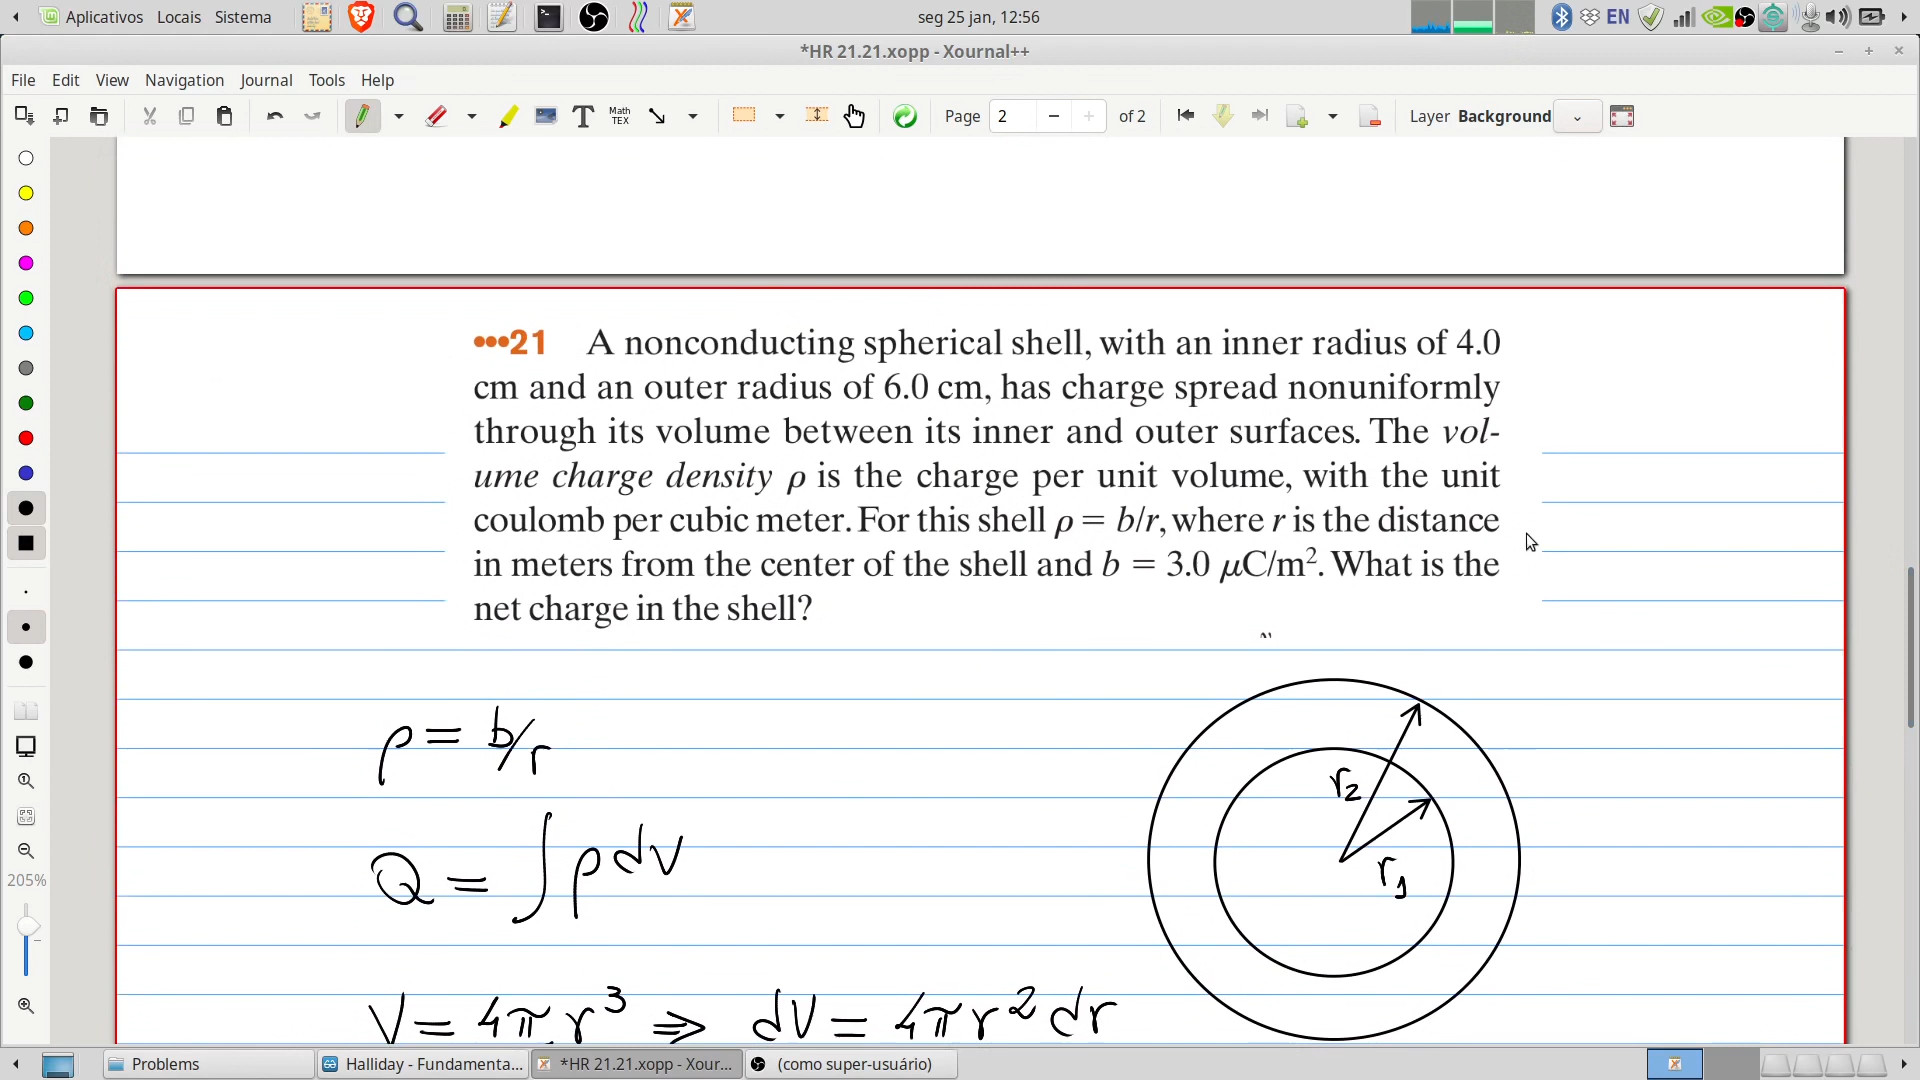 Aplicativos Locais Sistema seg 25 jan, 12:56 EN
*HR 21.21.xopp - Xournal++
File Edit View Navigation Journal Tools Help
Math TEX Page 2 of 2 Layer Background
•••21 A nonconducting spherical shell, with an inner radius of 4.0
cm and an outer radius of 6.0 cm, has charge spread nonuniformly
through its volume between its inner and outer surfaces. The vol-
ume charge density ρ is the charge per unit volume, with the unit
coulomb per cubic meter. For this shell ρ = b/r, where r is the distance
in meters from the center of the shell and b = 3.0 μC/m². What is the
net charge in the shell?
ρ = b/r
r₂
r₁
Q = ∫ρdV
205%
V = 4πr³ ⇒ dV = 4πr²dr
Problems Halliday - Fundamenta... *HR 21.21.xopp - Xour... (como super-usuário)